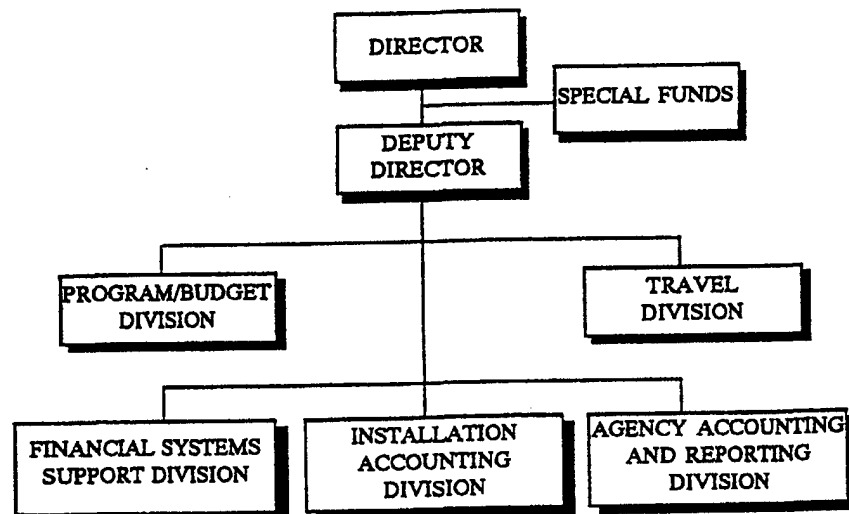 DIRECTOR
SPECIAL FUNDS
DEPUTY
DIRECTOR
PROGRAM/BUDGET
DIVISION
TRAVEL
DIVISION
FINANCIAL SYSTEMS
SUPPORT DIVISION
INSTALLATION
ACCOUNTING
DIVISION
AGENCY ACCOUNTING
AND REPORTING
DIVISION